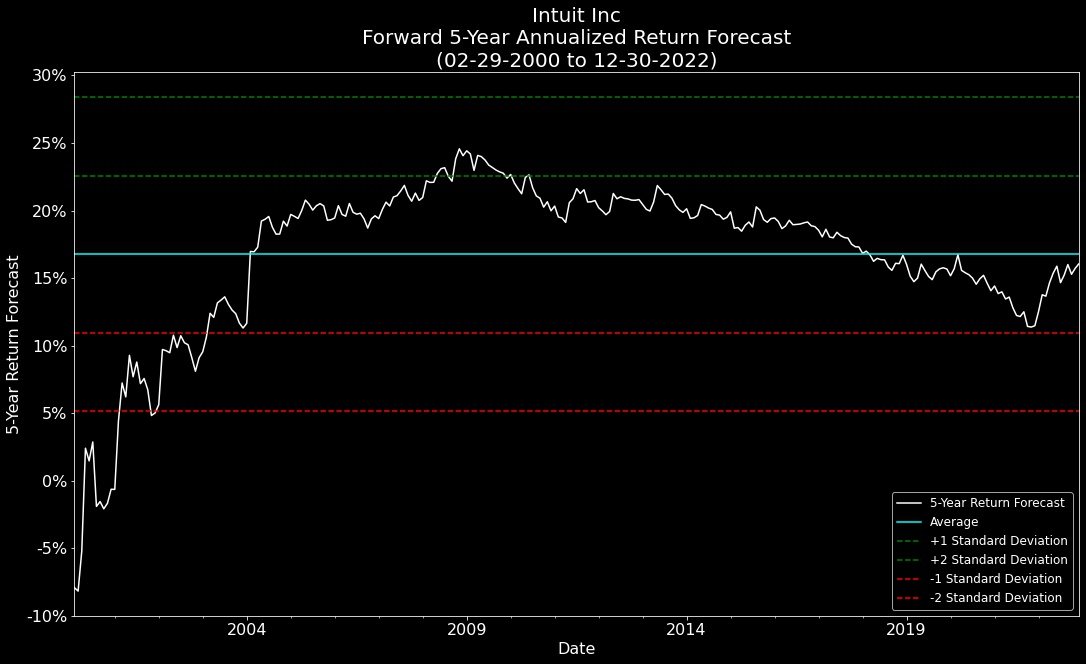 Intuit Inc
Forward 5-Year Annualized Return Forecast
(02-29-2000 to 12-30-2022)
30%
25%
20%
15%
10%
5%
0%
-5%
-10%
5-Year Return Forecast
2004
2009
2014
2019
Date
5-Year Return Forecast
Average
+1 Standard Deviation
+2 Standard Deviation
-1 Standard Deviation
-2 Standard Deviation